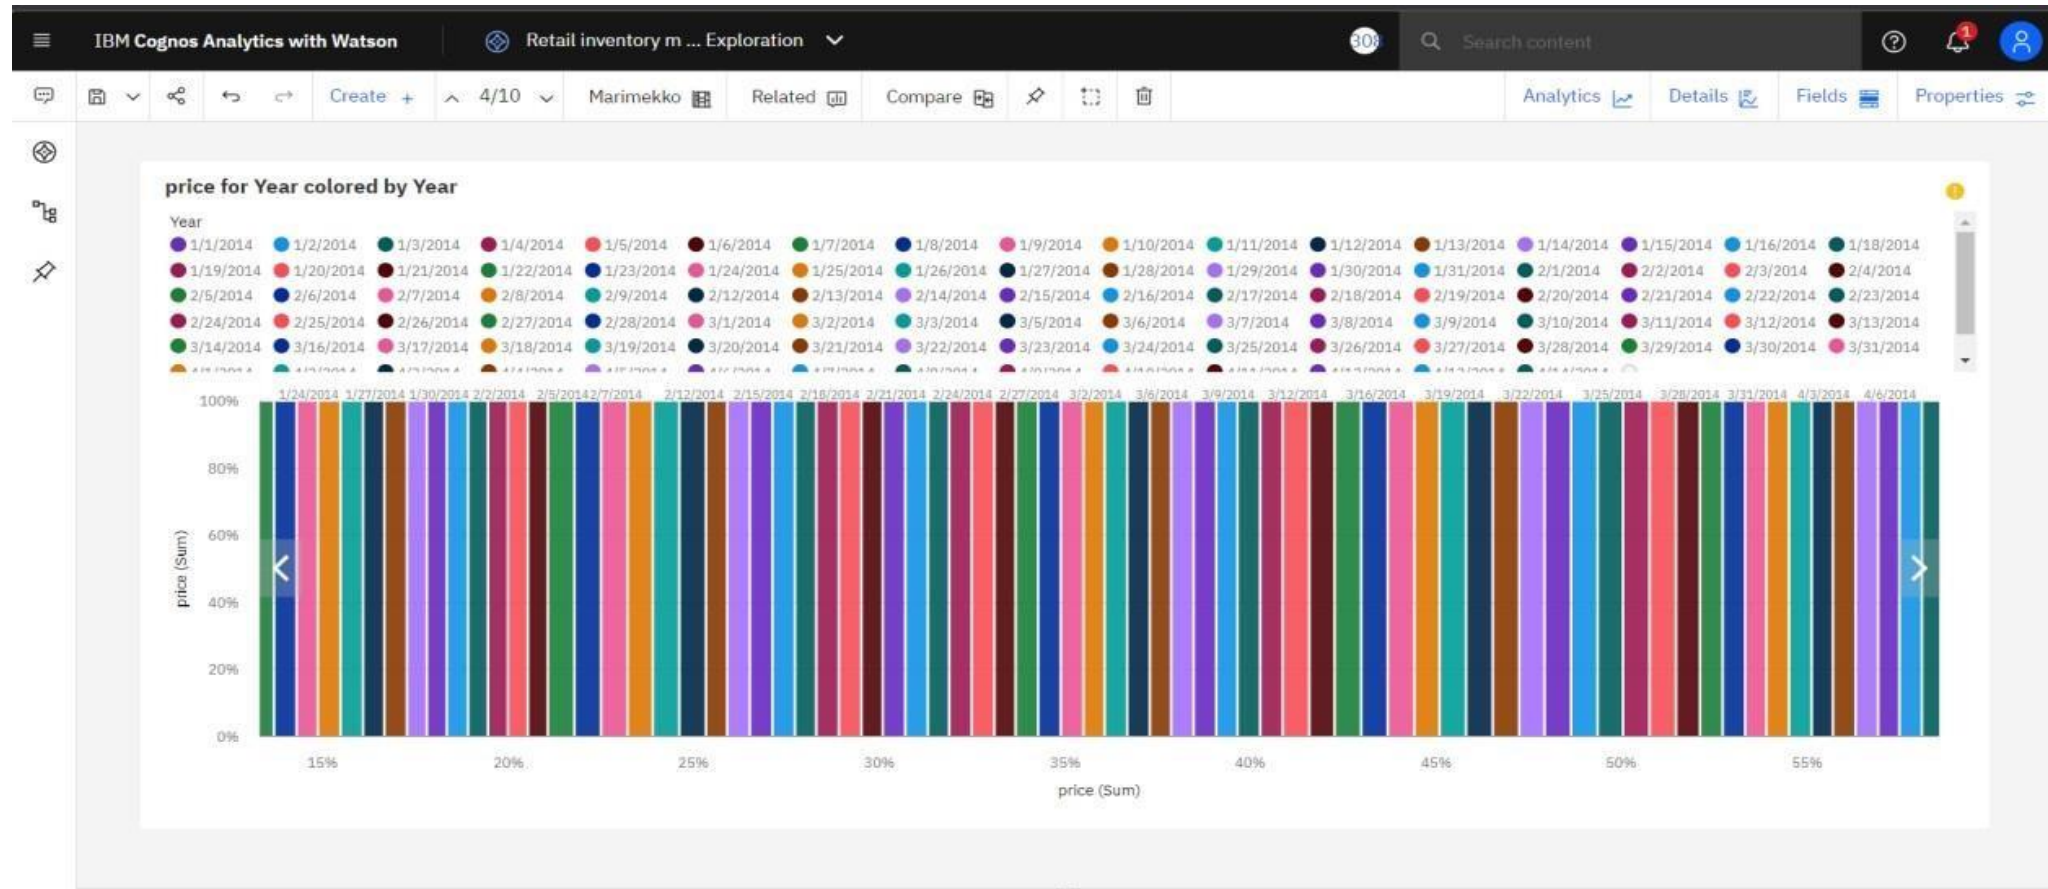 IBM Cognos Analytics with Watson
Retail inventory m ... Exploration
308
Search content
1
Create +
4/10
Marimekko
Related
Compare
Analytics
Details
Fields
Properties
price for Year colored by Year
Year
1/1/2014 1/2/2014 1/3/2014 1/4/2014 1/5/2014 1/6/2014 1/7/2014 1/8/2014 1/9/2014 1/10/2014 1/11/2014 1/12/2014 1/13/2014 1/14/2014 1/15/2014 1/16/2014 1/18/2014
1/19/2014 1/20/2014 1/21/2014 1/22/2014 1/23/2014 1/24/2014 1/25/2014 1/26/2014 1/27/2014 1/28/2014 1/29/2014 1/30/2014 1/31/2014 2/1/2014 2/2/2014 2/3/2014 2/4/2014
2/5/2014 2/6/2014 2/7/2014 2/8/2014 2/9/2014 2/12/2014 2/13/2014 2/14/2014 2/15/2014 2/16/2014 2/17/2014 2/18/2014 2/19/2014 2/20/2014 2/21/2014 2/22/2014 2/23/2014
2/24/2014 2/25/2014 2/26/2014 2/27/2014 2/28/2014 3/1/2014 3/2/2014 3/3/2014 3/5/2014 3/6/2014 3/7/2014 3/8/2014 3/9/2014 3/10/2014 3/11/2014 3/12/2014 3/13/2014
3/14/2014 3/16/2014 3/17/2014 3/18/2014 3/19/2014 3/20/2014 3/21/2014 3/22/2014 3/23/2014 3/24/2014 3/25/2014 3/26/2014 3/27/2014 3/28/2014 3/29/2014 3/30/2014 3/31/2014
1/24/2014 1/27/2014 1/30/2014 2/2/2014 2/5/2014 2/7/2014 2/12/2014 2/15/2014 2/18/2014 2/21/2014 2/24/2014 2/27/2014 3/2/2014 3/6/2014 3/9/2014 3/12/2014 3/16/2014 3/19/2014 3/22/2014 3/25/2014 3/28/2014 3/31/2014 4/3/2014 4/6/2014
100%
80%
60%
40%
20%
0%
price (Sum)
15% 20% 25% 30% 35% 40% 45% 50% 55%
price (Sum)